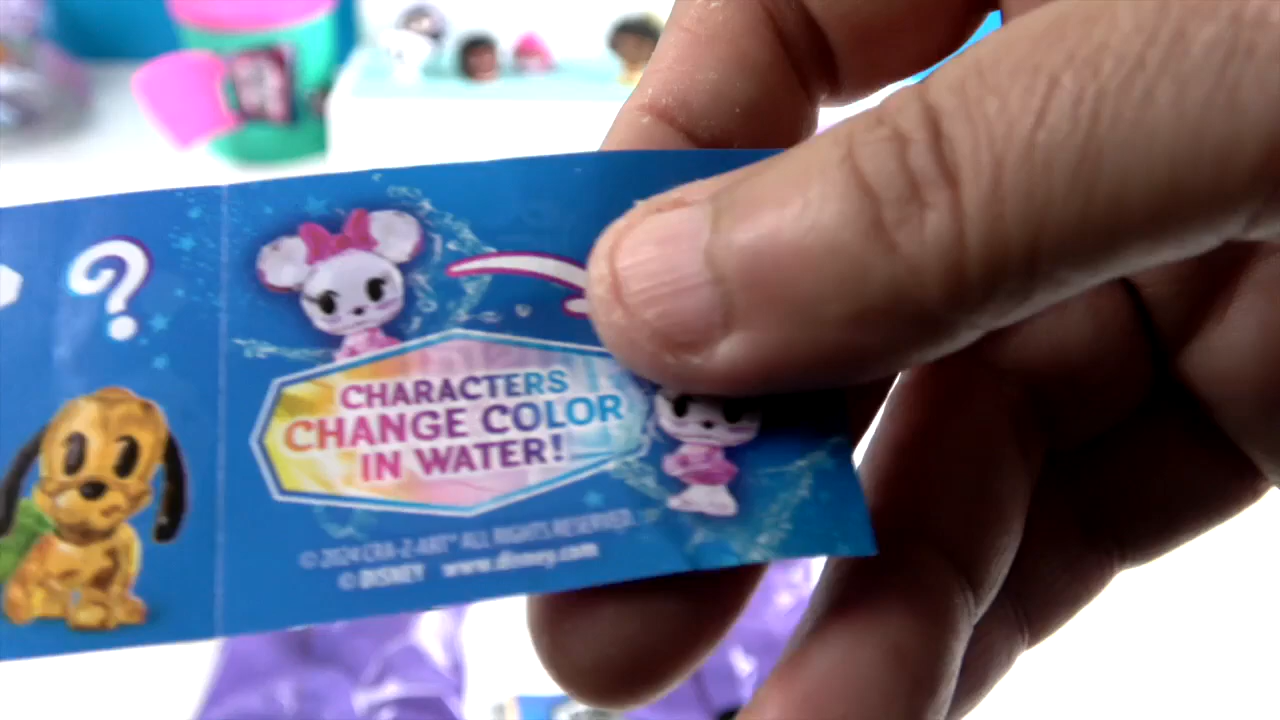 ?
CHARACTERS
CHANGE COLOR
IN WATER!
© 2024 CRA-Z-ART™ ALL RIGHTS RESERVED.
© DISNEY www.disney.com